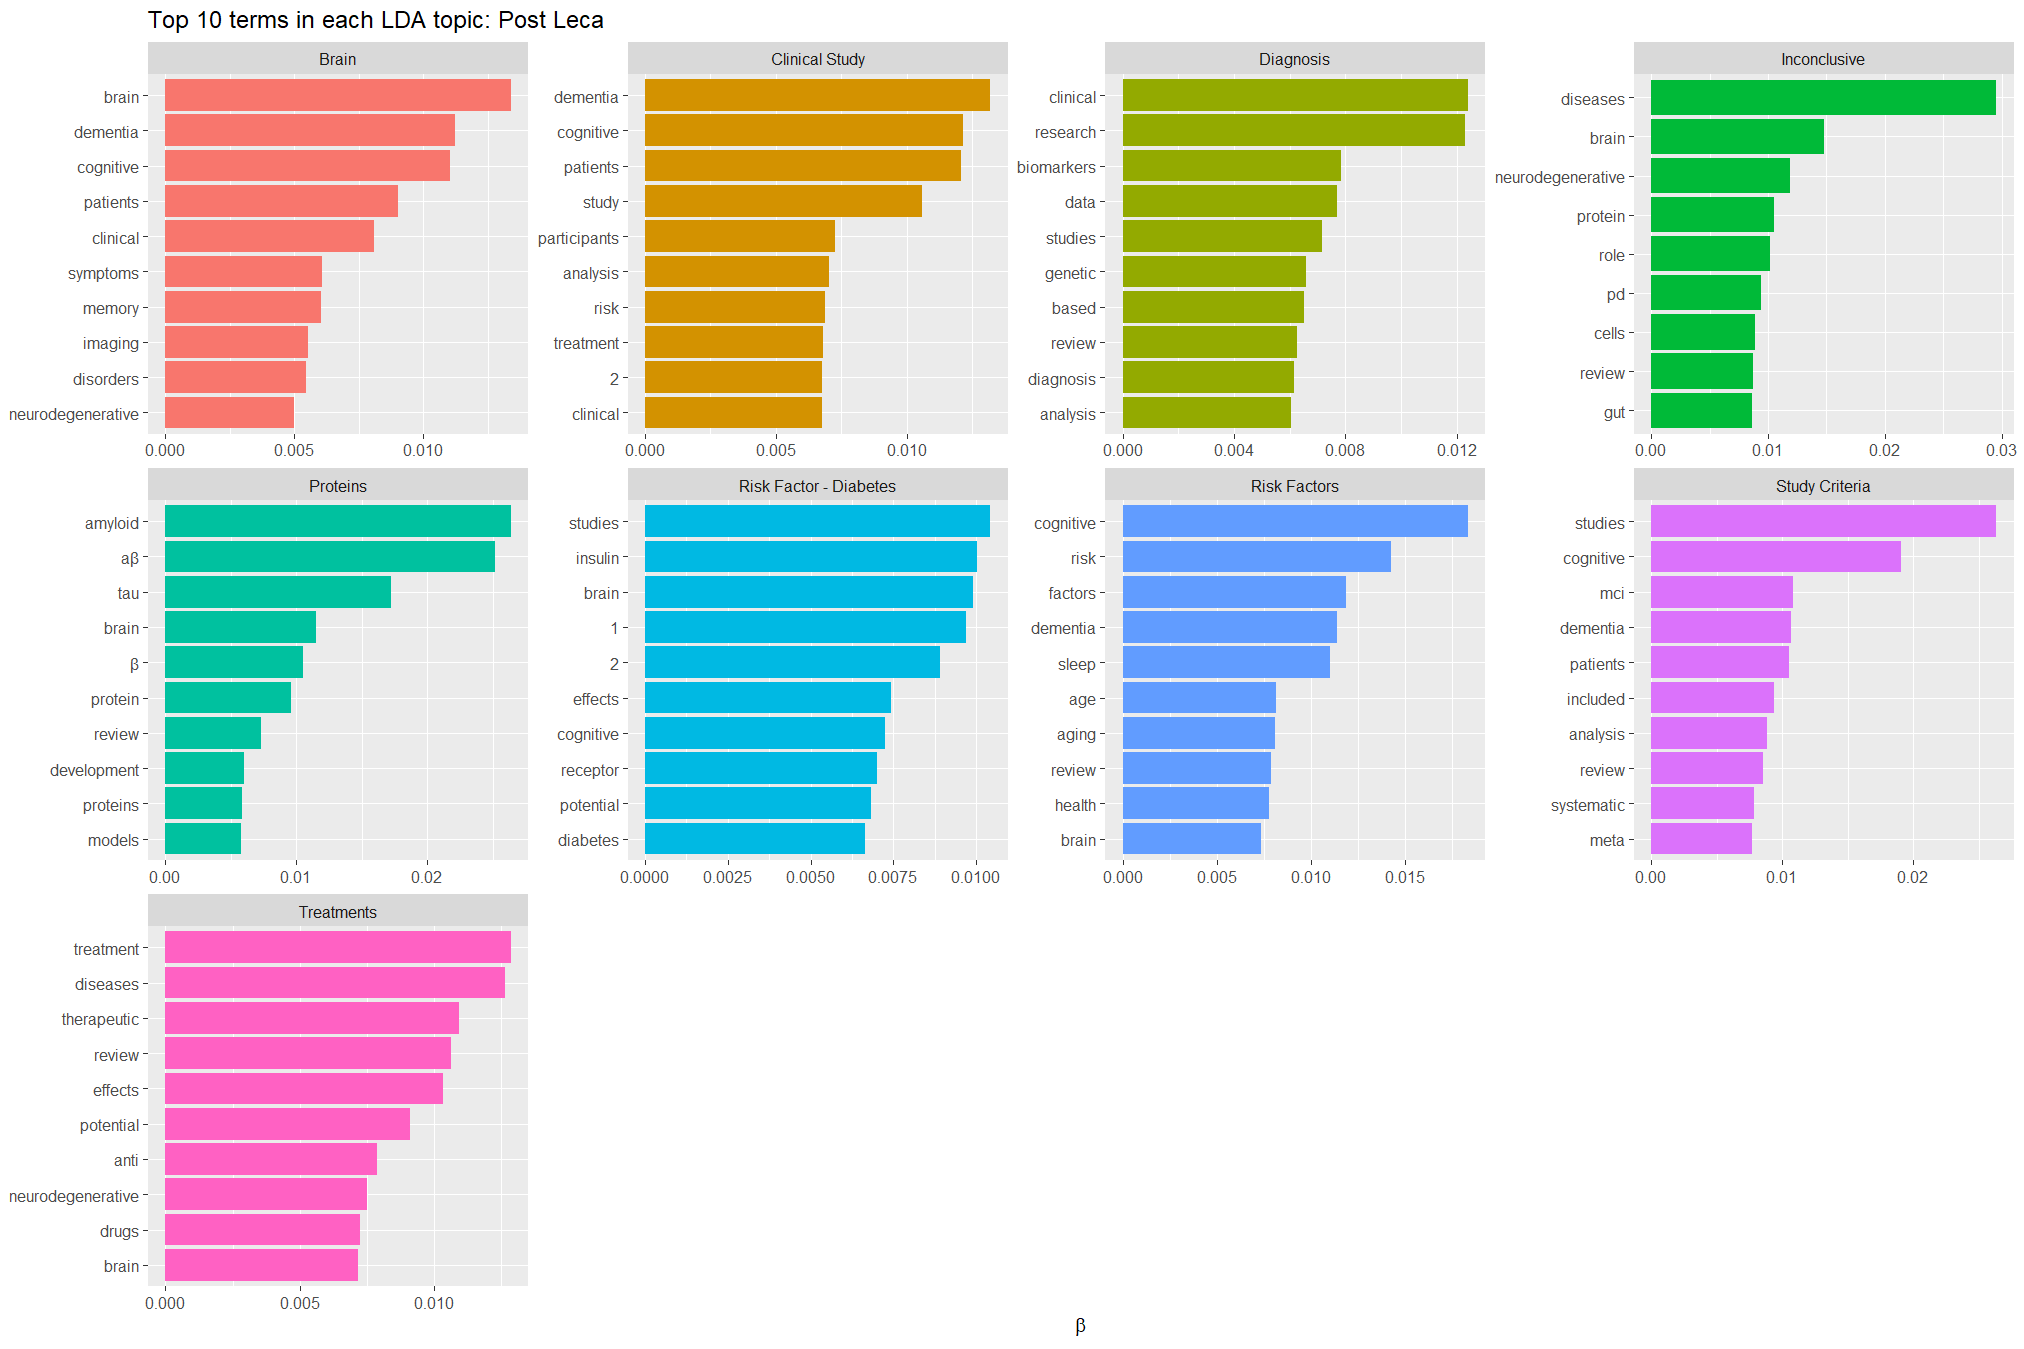 Top 10 terms in each LDA topic: Post Leca
Brain
brain
dementia
cognitive
patients
clinical
symptoms
memory
imaging
disorders
neurodegenerative
0.000 0.005 0.010
Clinical Study
dementia
cognitive
patients
study
participants
analysis
risk
treatment
2
clinical
0.000 0.005 0.010
Diagnosis
clinical
research
biomarkers
data
studies
genetic
based
review
diagnosis
analysis
0.000 0.004 0.008 0.012
Inconclusive
diseases
brain
neurodegenerative
protein
role
pd
cells
review
gut
0.00 0.01 0.02 0.03
Proteins
amyloid
aβ
tau
brain
β
protein
review
development
proteins
models
0.00 0.01 0.02
Risk Factor - Diabetes
studies
insulin
brain
1
2
effects
cognitive
receptor
potential
diabetes
0.0000 0.0025 0.0050 0.0075 0.0100
Risk Factors
cognitive
risk
factors
dementia
sleep
age
aging
review
health
brain
0.000 0.005 0.010 0.015
Study Criteria
studies
cognitive
mci
dementia
patients
included
analysis
review
systematic
meta
0.00 0.01 0.02
Treatments
treatment
diseases
therapeutic
review
effects
potential
anti
neurodegenerative
drugs
brain
0.000 0.005 0.010
β